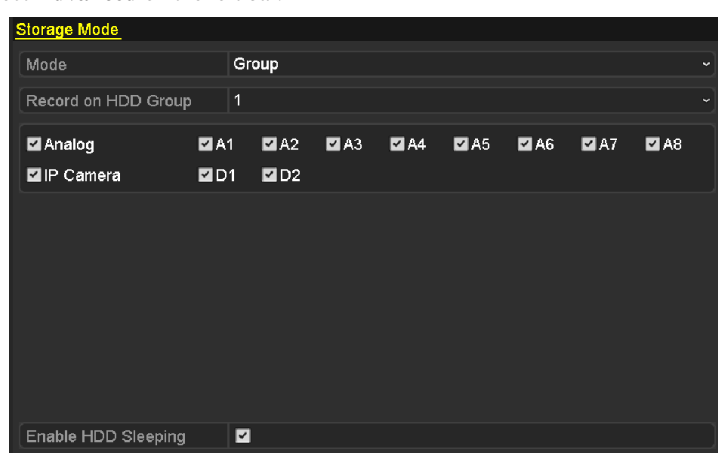 Storage Mode
Mode Group
Record on HDD Group 1
Analog A1 A2 A3 A4 A5 A6 A7 A8
IP Camera D1 D2
Enable HDD Sleeping